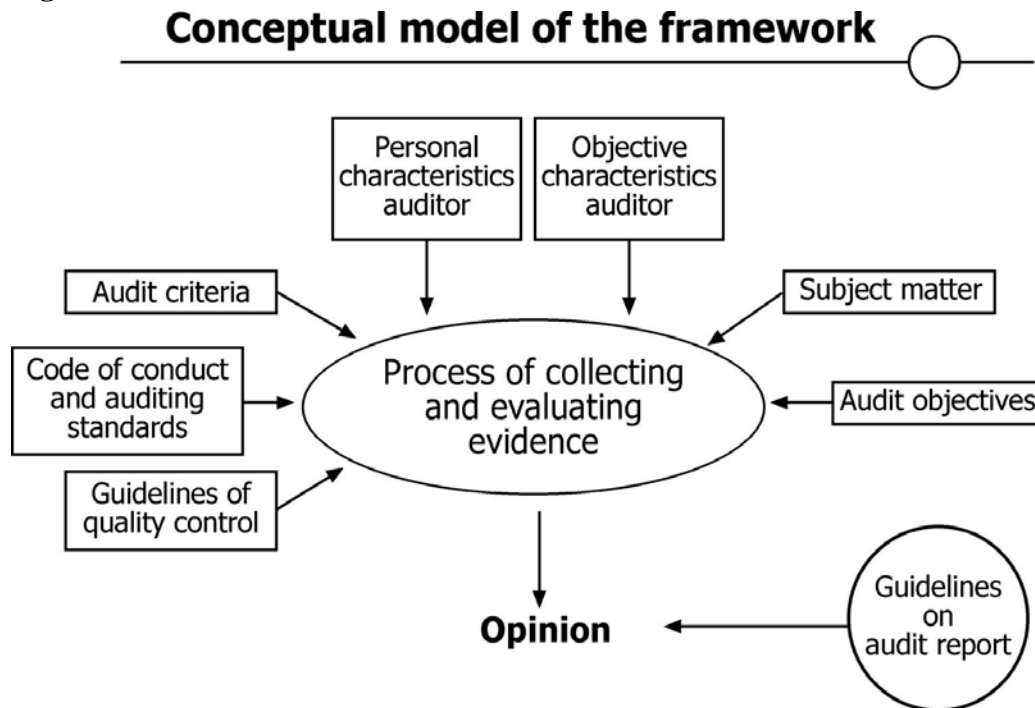 Conceptual model of the framework
Personal
characteristics
auditor
Objective
characteristics
auditor
Audit criteria
Subject matter
Code of conduct
and auditing
standards
Process of collecting
and evaluating
evidence
Audit objectives
Guidelines of
quality control
Opinion
Guidelines
on
audit report